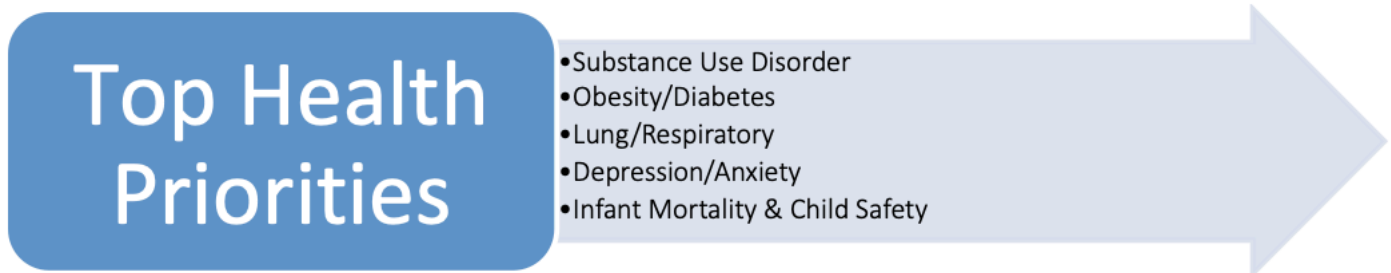 Top Health
Priorities
•Substance Use Disorder
•Obesity/Diabetes
•Lung/Respiratory
•Depression/Anxiety
•Infant Mortality & Child Safety